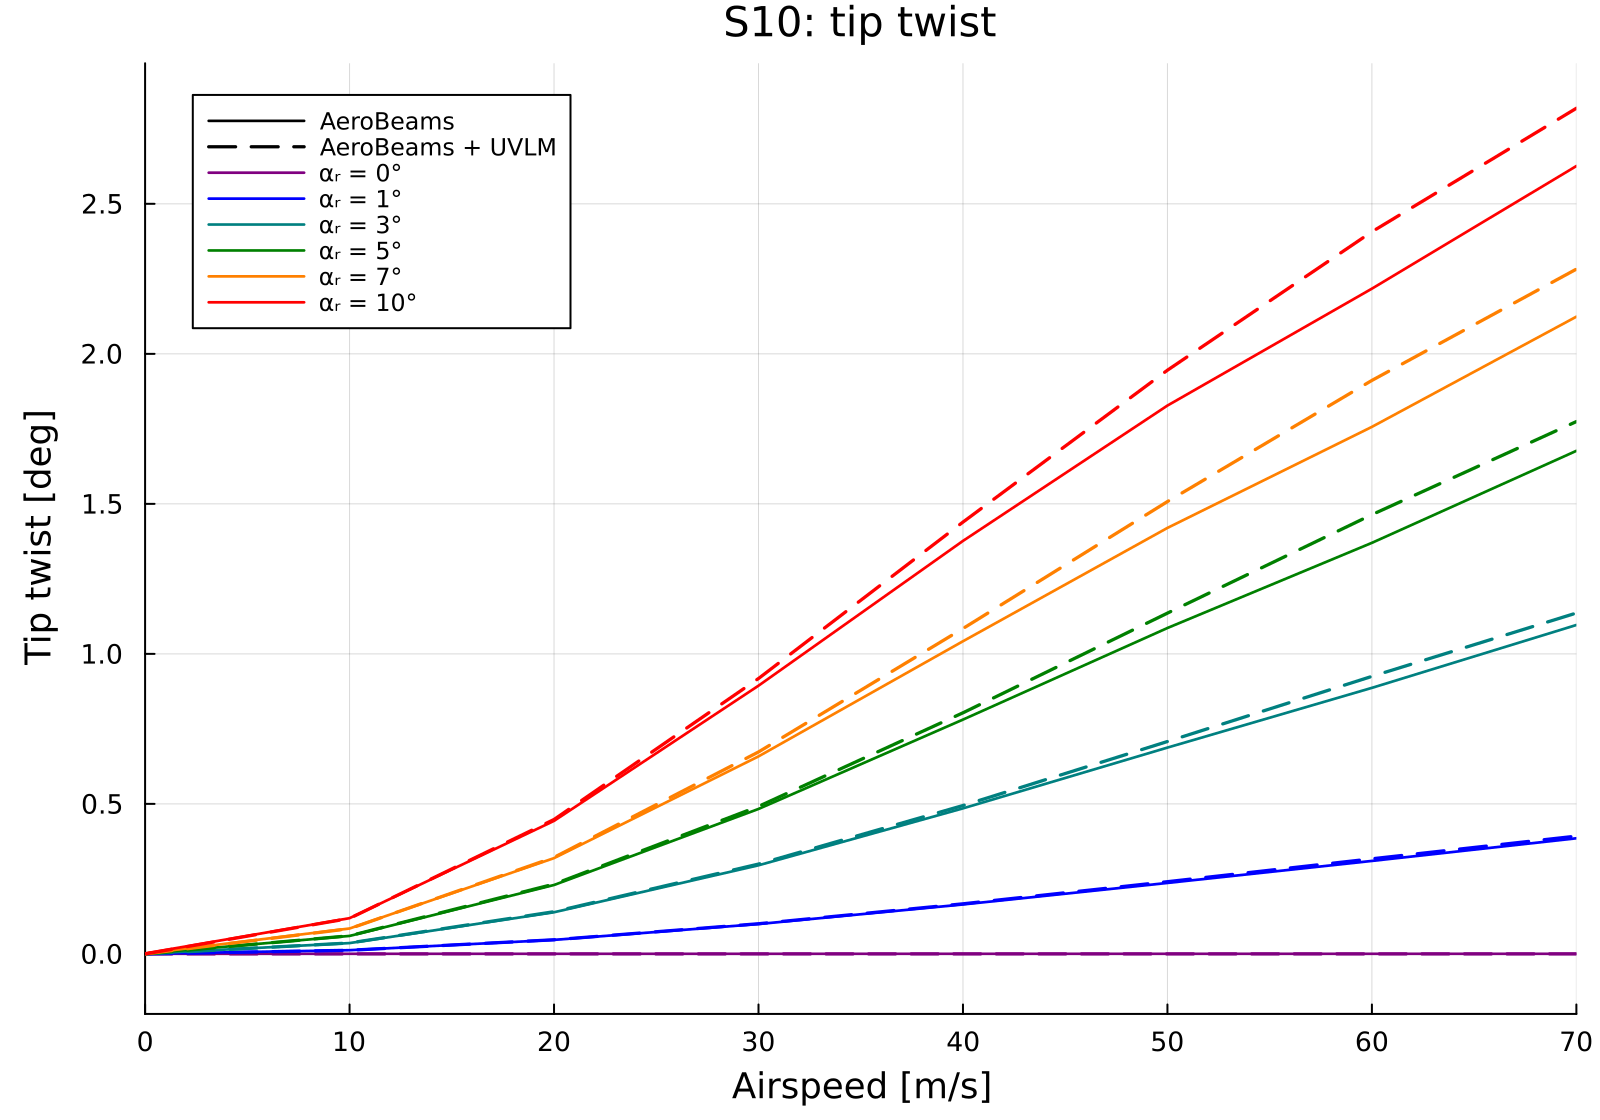 S10: tip twist
AeroBeams
AeroBeams + UVLM
αᵣ = 0°
αᵣ = 1°
αᵣ = 3°
αᵣ = 5°
αᵣ = 7°
αᵣ = 10°
Tip twist [deg]
2.5
2.0
1.5
1.0
0.5
0.0
0 10 20 30 40 50 60 70
Airspeed [m/s]